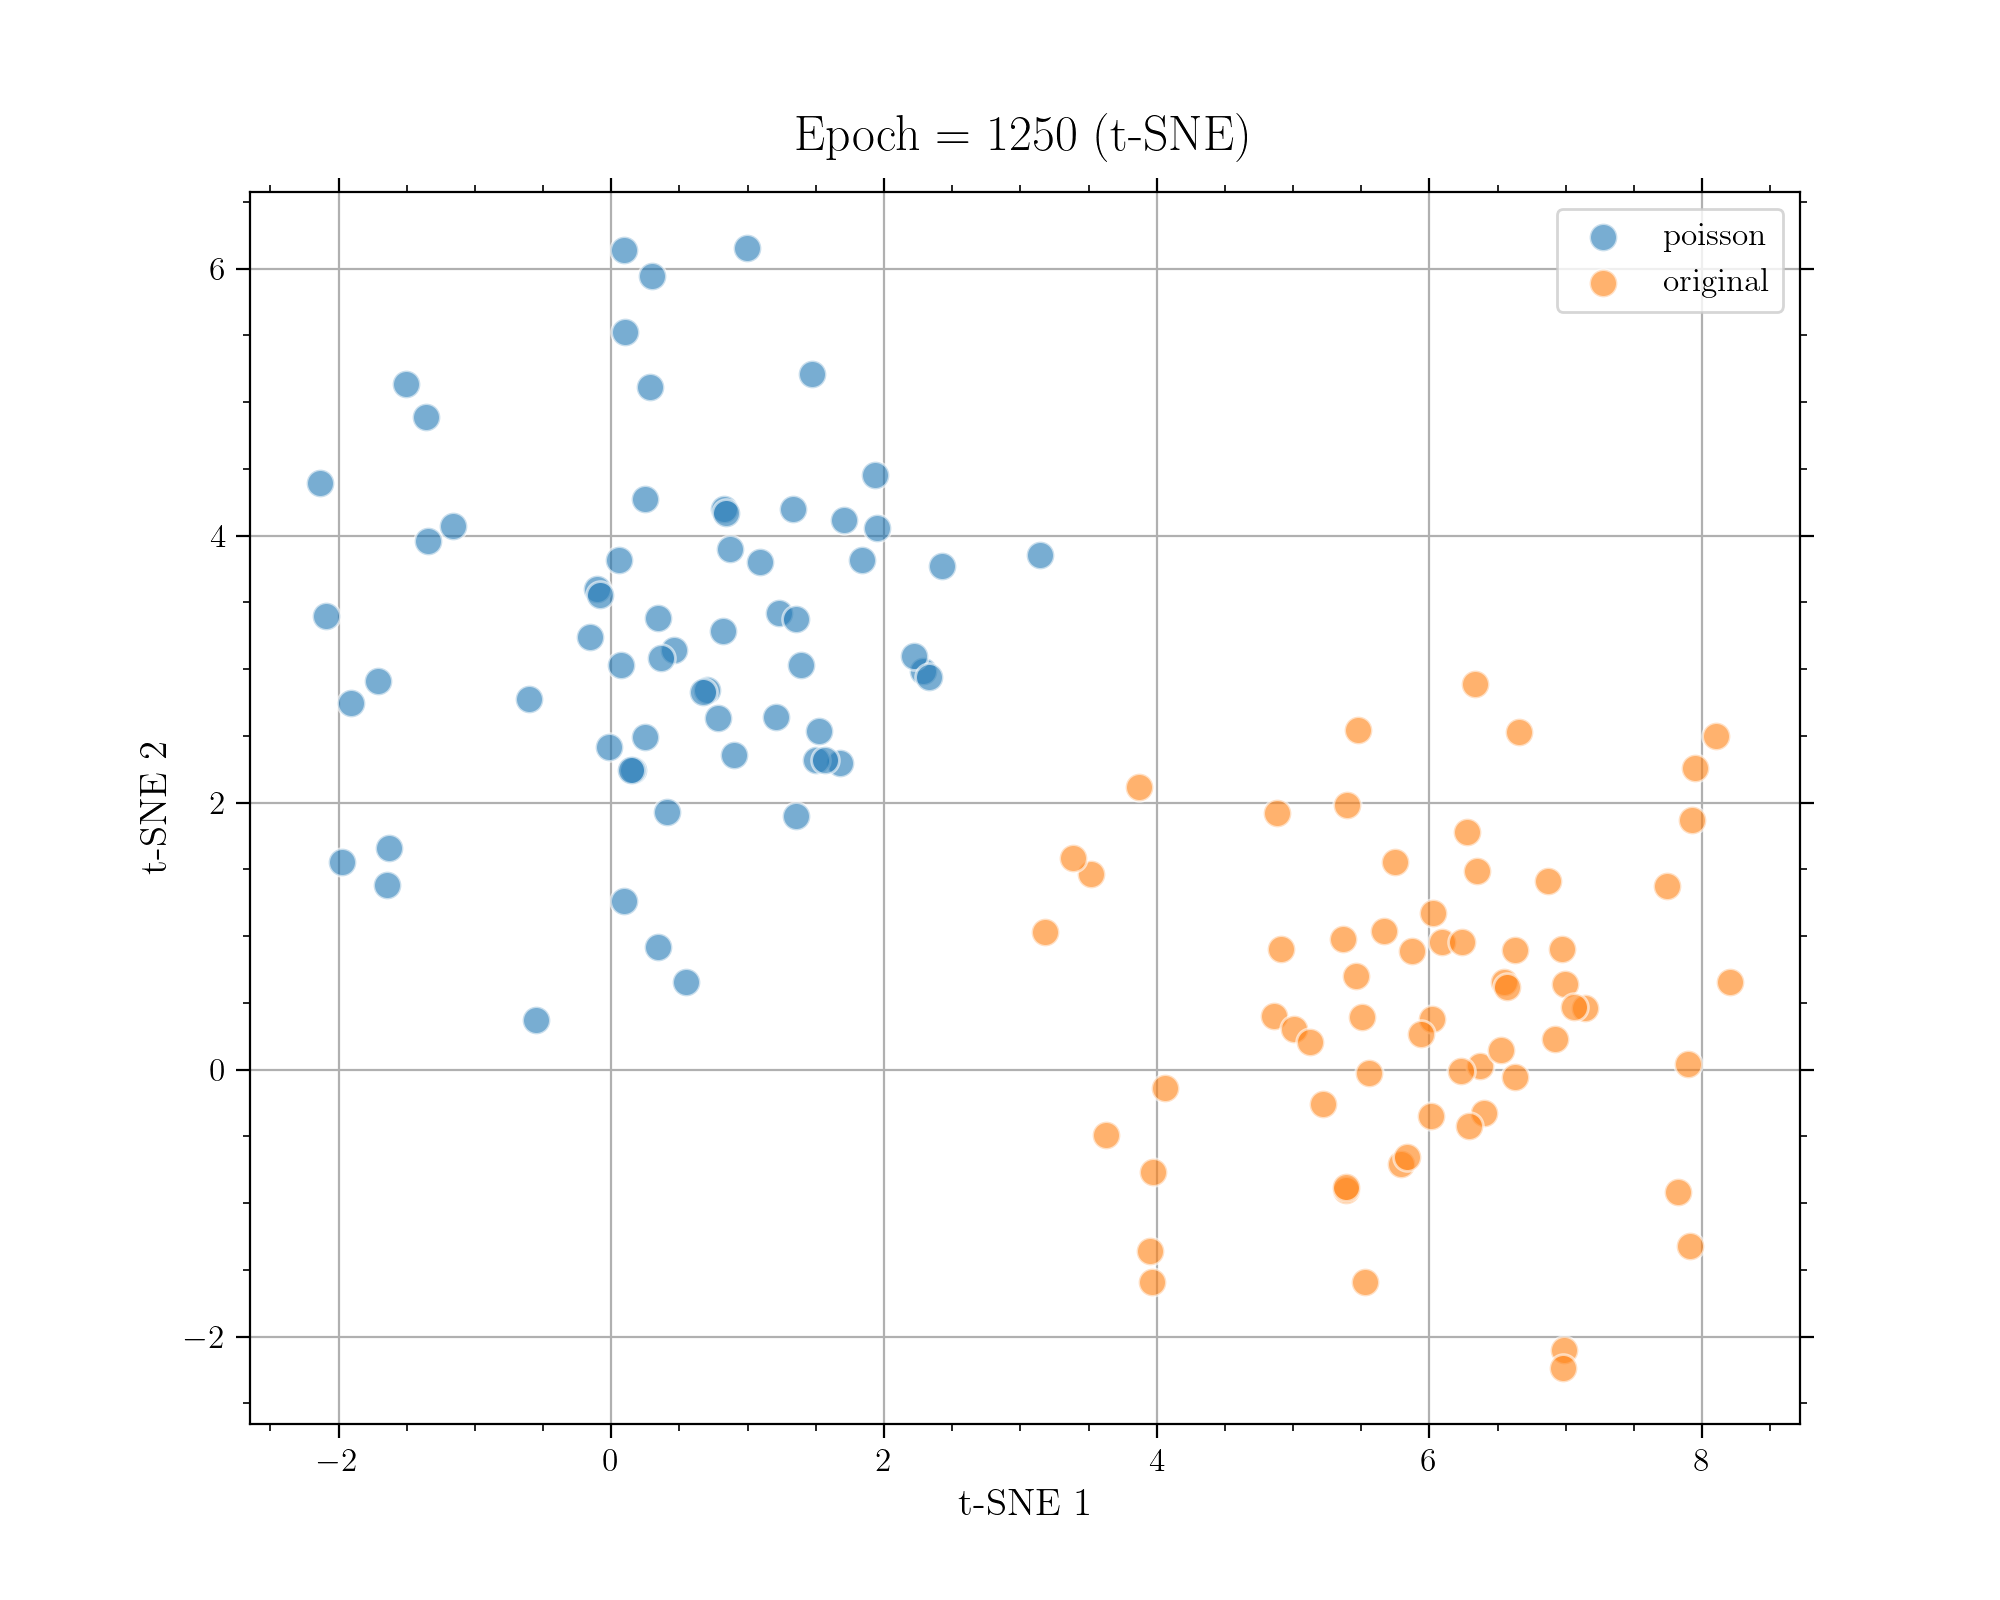 Epoch = 1250 (t-SNE)
poisson
original
6
4
2
0
−2
t-SNE 2
−2 0 2 4 6 8
t-SNE 1